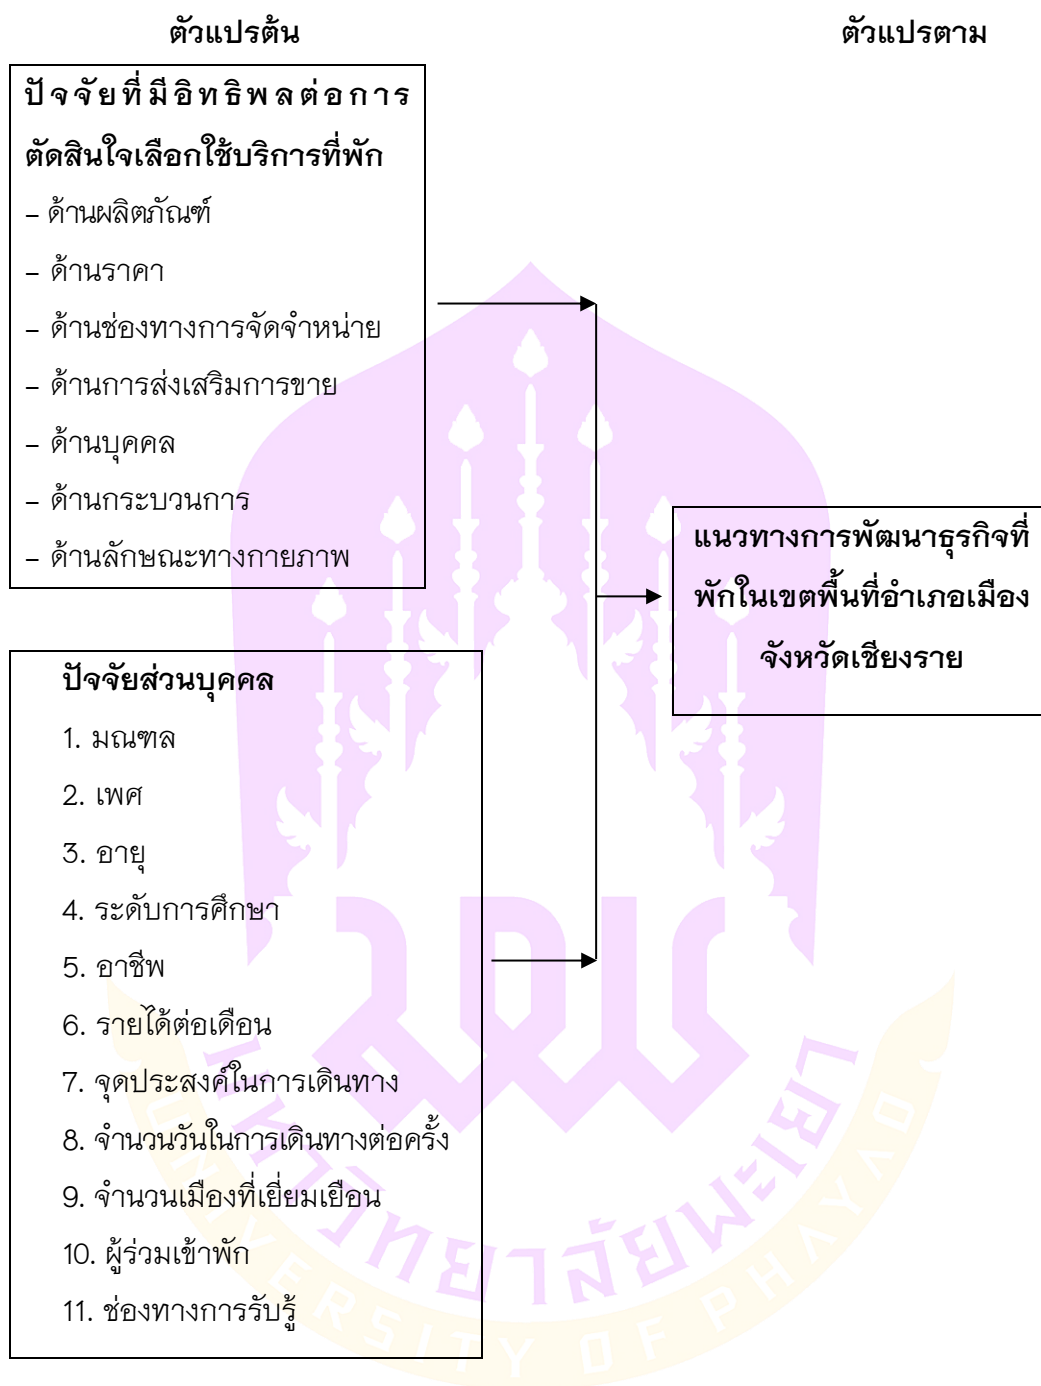 ตัวแปรต้น
ตัวแปรตาม
ปัจจัยที่มีอิทธิพลต่อการ
ตัดสินใจเลือกใช้บริการที่พัก
– ด้านผลิตภัณฑ์
– ด้านราคา
– ด้านช่องทางการจัดจำหน่าย
– ด้านการส่งเสริมการขาย
– ด้านบุคคล
– ด้านกระบวนการ
– ด้านลักษณะทางกายภาพ
แนวทางการพัฒนาธุรกิจที่
พักในเขตพื้นที่อำเภอเมือง
จังหวัดเชียงราย
ปัจจัยส่วนบุคคล
1. มณฑล
2. เพศ
3. อายุ
4. ระดับการศึกษา
5. อาชีพ
6. รายได้ต่อเดือน
7. จุดประสงค์ในการเดินทาง
8. จำนวนวันในการเดินทางต่อครั้ง
9. จำนวนเมืองที่เยี่ยมเยือน
10. ผู้ร่วมเข้าพัก
11. ช่องทางการรับรู้
มหาวิทยาลัยพะเยา
UNIVERSITY OF PHAYAO